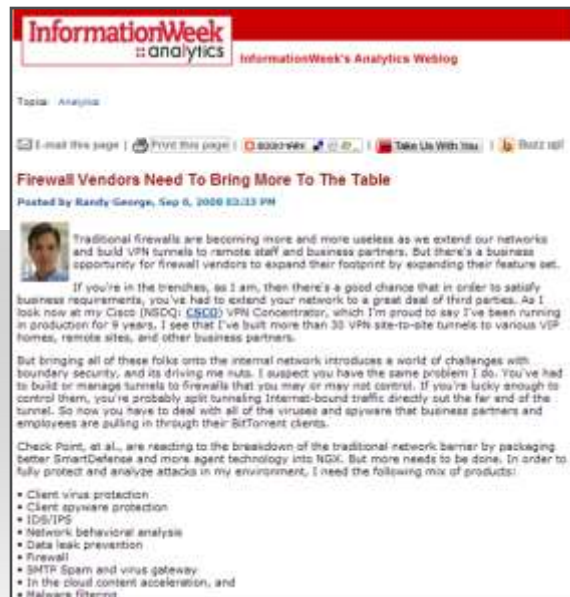 InformationWeek
:: analytics
InformationWeek's Analytics Weblog
Topics: Analytics
E-mail this page | Print this page | | Take Us With You | Buzz up!
Firewall Vendors Need To Bring More To The Table
Posted by Randy George, Sep 6, 2008 03:33 PM
Traditional firewalls are becoming more and more useless as we extend our networks
and build VPN tunnels to remote staff and business partners. But there's a business
opportunity for firewall vendors to expand their footprint by expanding their feature set.
If you're in the trenches, as I am, then there's a good chance that in order to satisfy
business requirements, you've had to extend your network to a great deal of third parties. As I
look now at my Cisco (NSDQ: CSCO) VPN Concentrator, which I'm proud to say I've been running
in production for 9 years, I see that I've built more than 30 VPN site-to-site tunnels to various VIP
homes, remote sites, and other business partners.
But bringing all of these folks onto the internal network introduces a world of challenges with
boundary security, and its driving me nuts. I suspect you have the same problem I do. You've had
to build or manage tunnels to firewalls that you may or may not control. If you're lucky enough to
control them, you're probably split tunneling Internet-bound traffic directly out the far end of the
tunnel. So now you have to deal with all of the viruses and spyware that business partners and
employees are pulling in through their BitTorrent clients.
Check Point, et al., are reacting to the breakdown of the traditional network barrier by packaging
better SmartDefense and more agent technology into NGX. But more needs to be done. In order to
fully protect and analyze attacks in my environment, I need the following mix of products:
• Client virus protection
• Client spyware protection
• IDS/IPS
• Network behavioral analysis
• Data leak prevention
• Firewall
• SMTP Spam and virus gateway
• In the cloud content acceleration, and
• Malware filtering